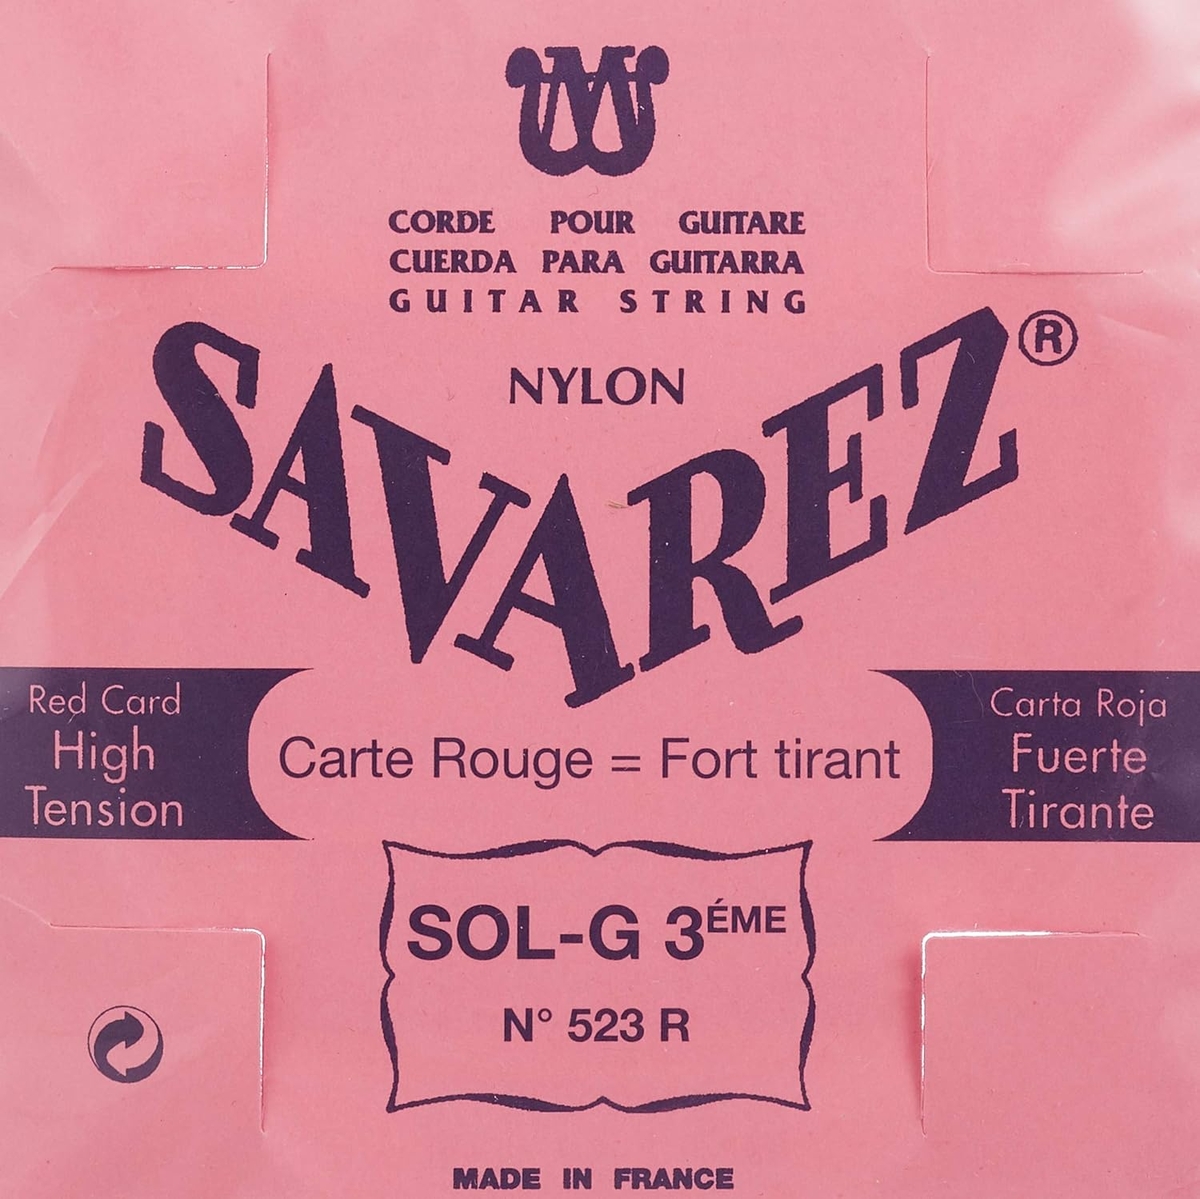 CORDE POUR GUITARE
CUERDA PARA GUITARRA
GUITAR STRING
NYLON
SAVAREZ®
Red Card
High
Tension
Carte Rouge = Fort tirant
Carta Roja
Fuerte
Tirante
SOL-G 3ÉME
N° 523 R
MADE IN FRANCE